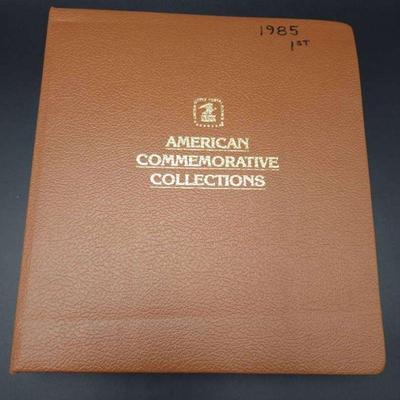 1985
1ST
AMERICAN
COMMEMORATIVE
COLLECTIONS